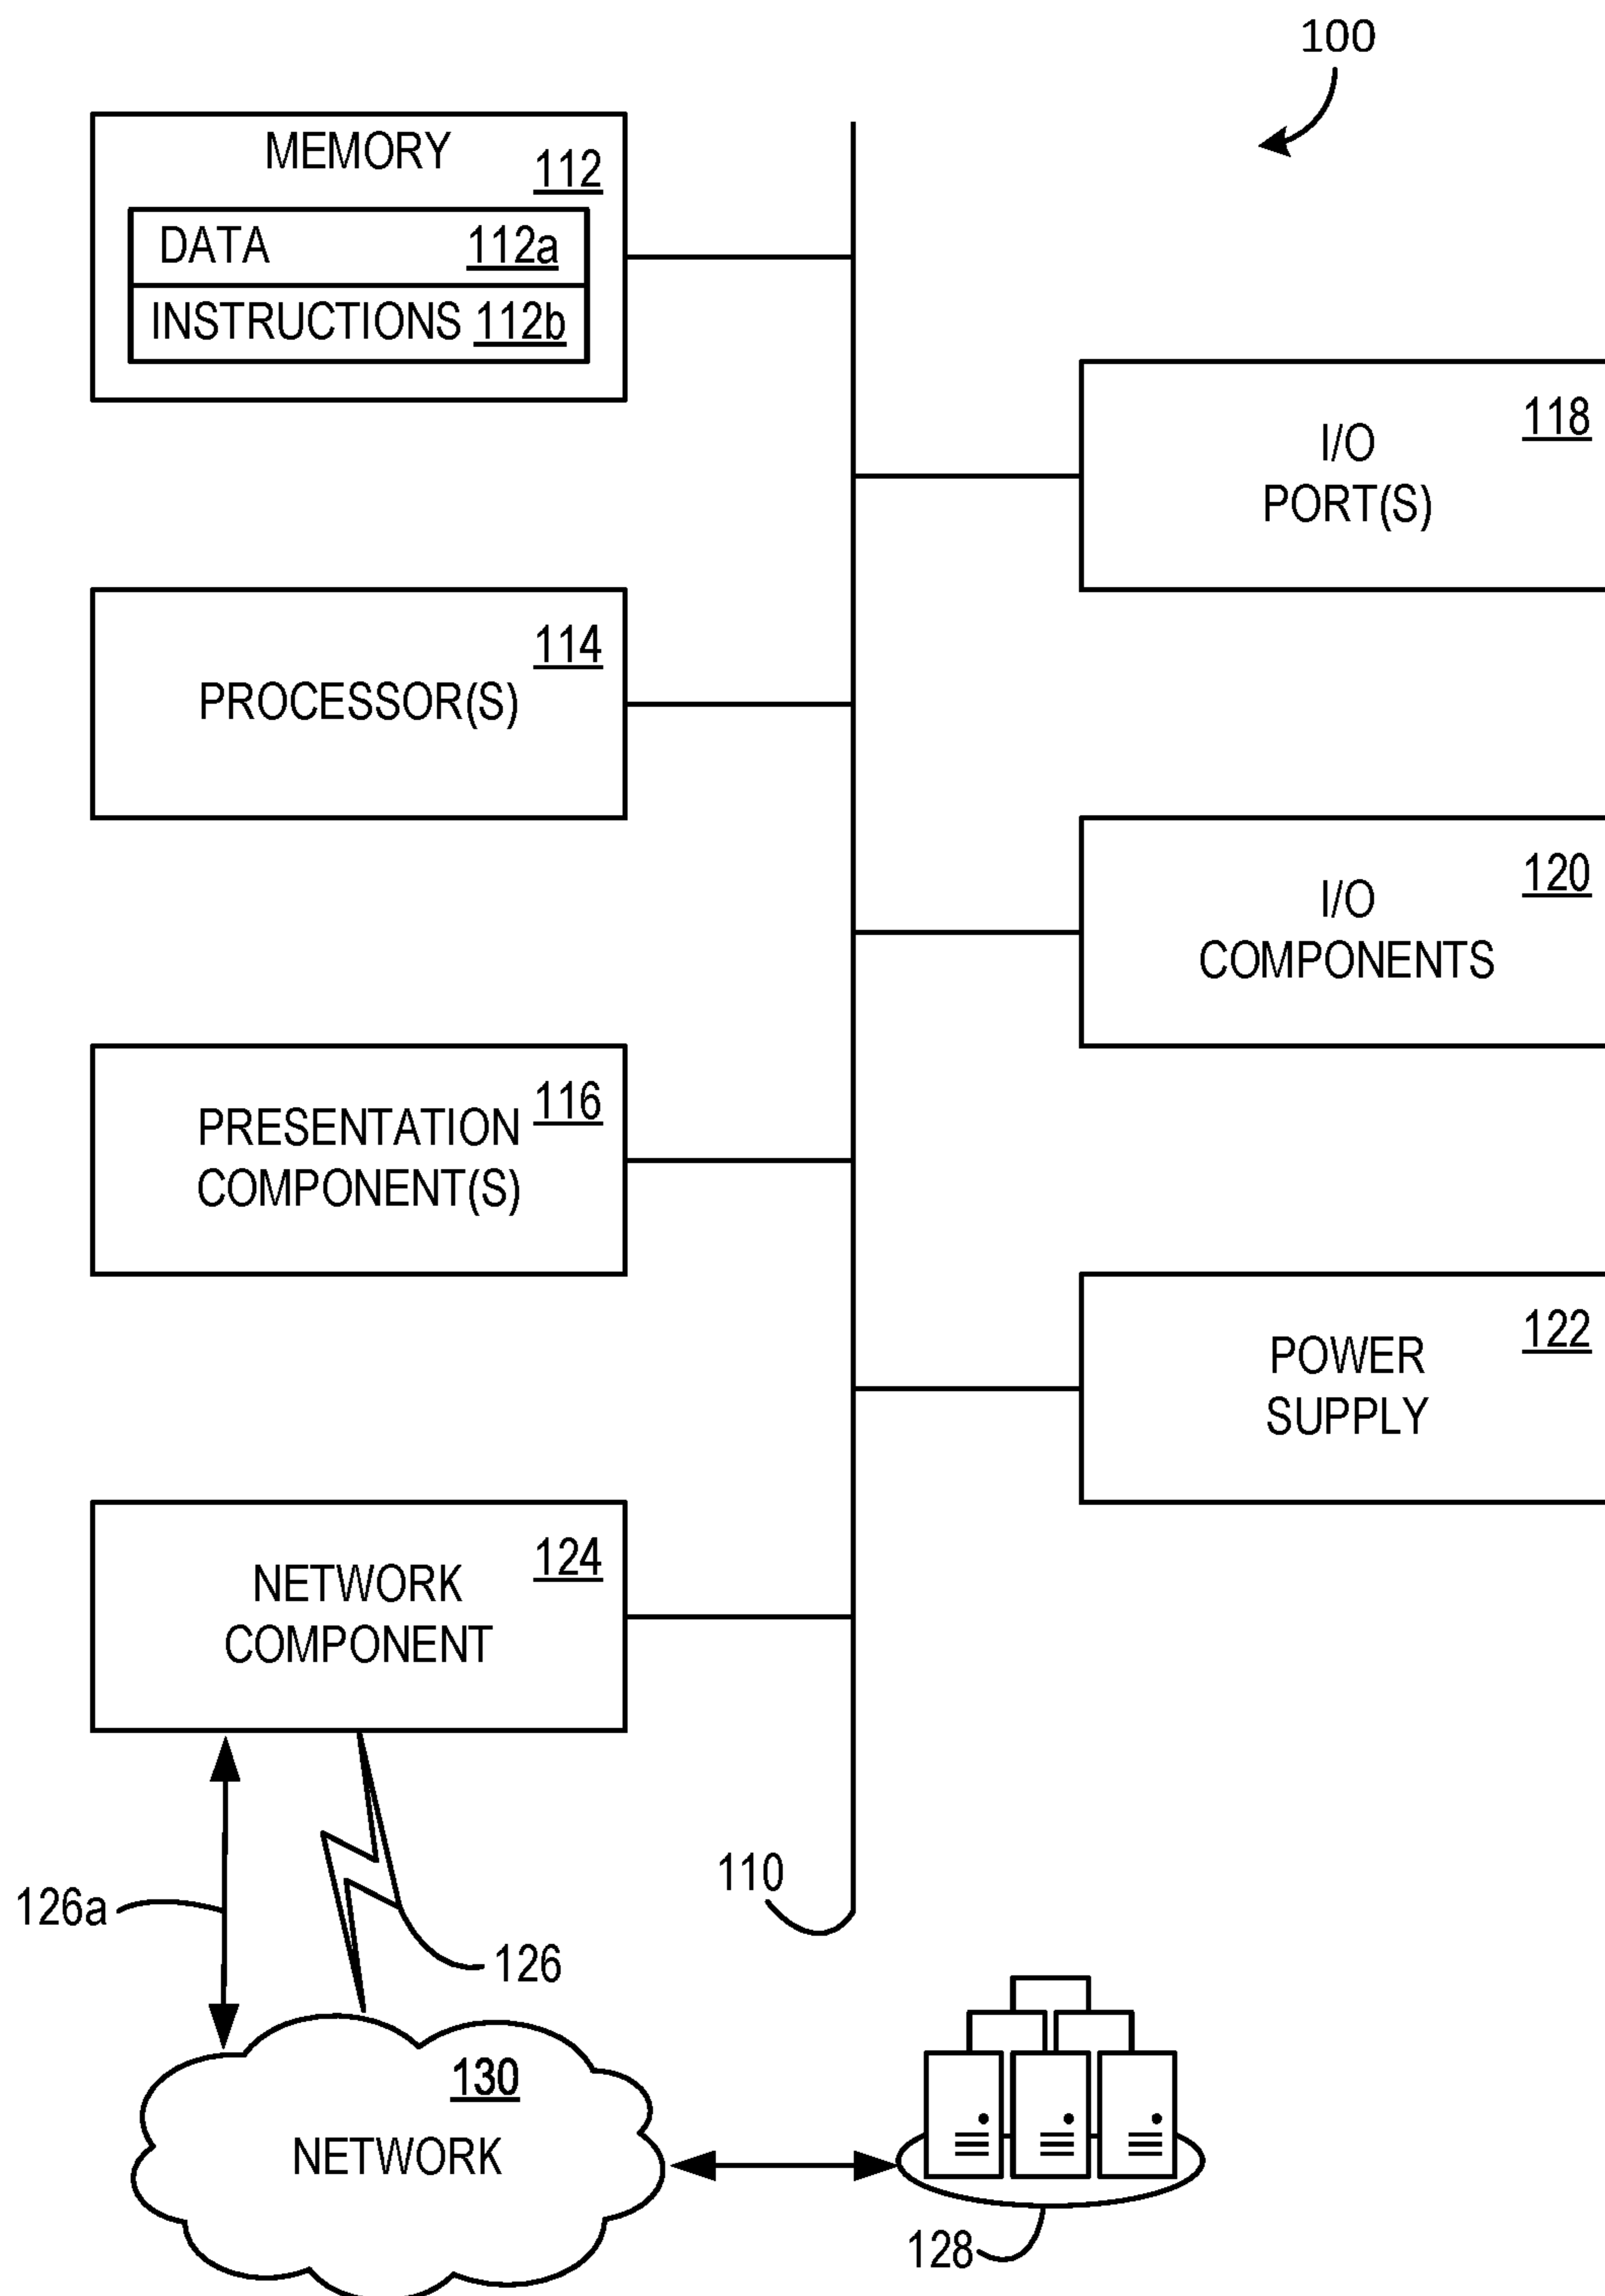 100
MEMORY
112
DATA 112a
INSTRUCTIONS 112b
118
I/O
PORT(S)
114
PROCESSOR(S)
120
I/O
COMPONENTS
116
PRESENTATION
COMPONENT(S)
122
POWER
SUPPLY
124
NETWORK
COMPONENT
110
126a
126
130
NETWORK
128